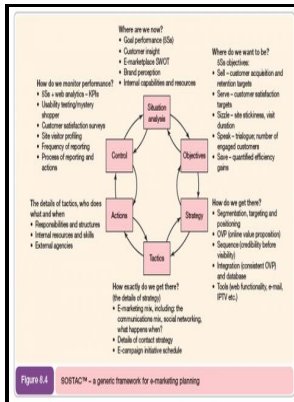 Where are we now?
• Goal performance (5Ss)
• Customer insight
• E-marketplace SWOT
• Brand perception
• Internal capabilities and resources
Where do we want to be?
5Ss objectives:
• Sell – customer acquisition and
retention targets
• Serve – customer satisfaction
targets
• Sizzle – site stickiness, visit
duration
• Speak – trialogue; number of
engaged customers
• Save – quantified efficiency
gains
How do we monitor performance?
• 5Ss + web analytics – KPIs
• Usability testing/mystery
shopper
• Customer satisfaction surveys
• Site visitor profiling
• Frequency of reporting
• Process of reporting and
actions
Situation
analysis
Control
Objectives
Actions
Strategy
Tactics
The details of tactics, who does
what and when
• Responsibilities and structures
• Internal resources and skills
• External agencies
How do we get there?
• Segmentation, targeting and
positioning
• OVP (online value proposition)
• Sequence (credibility before
visibility)
• Integration (consistent OVP)
and database
• Tools (web functionality, e-mail,
IPTV etc.)
How exactly do we get there?
(the details of strategy)
• E-marketing mix, including: the
communications mix, social networking,
what happens when?
• Details of contact strategy
• E-campaign initiative schedule
Figure 8.4
SOSTAC™ – a generic framework for e-marketing planning